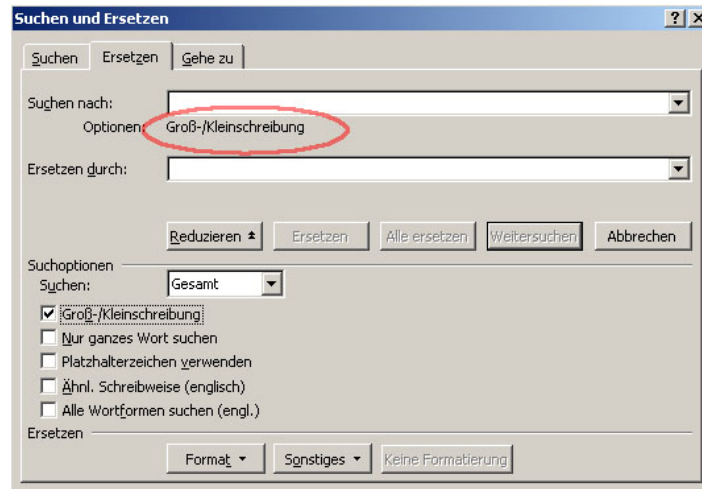 Suchen und Ersetzen
Suchen Ersetzen Gehe zu
Suchen nach:
Optionen: Groß-/Kleinschreibung
Ersetzen durch:
Reduzieren Ersetzen Alle ersetzen Weitersuchen Abbrechen
Suchoptionen
Suchen: Gesamt
Groß-/Kleinschreibung
Nur ganzes Wort suchen
Platzhalterzeichen verwenden
Ähnl. Schreibweise (englisch)
Alle Wortformen suchen (engl.)
Ersetzen
Format Sonstiges Keine Formatierung